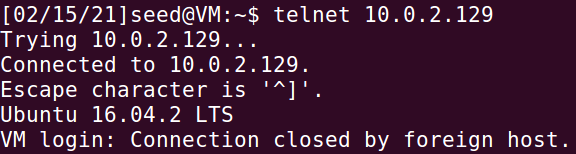 [02/15/21]seed@VM:~$ telnet 10.0.2.129
Trying 10.0.2.129...
Connected to 10.0.2.129.
Escape character is '^]'.
Ubuntu 16.04.2 LTS
VM login: Connection closed by foreign host.